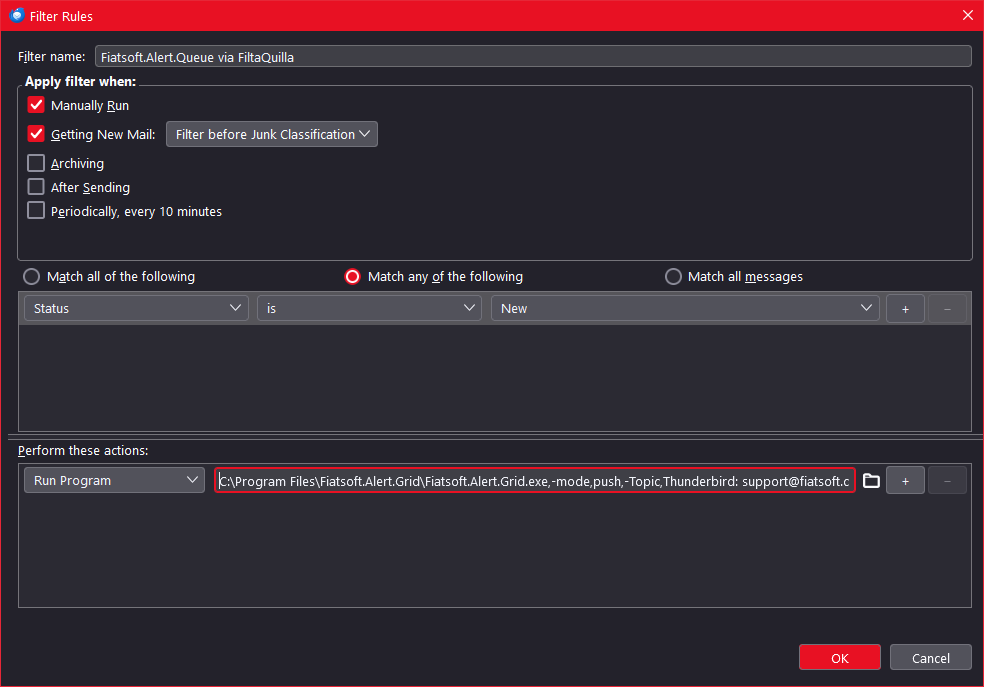 Filter Rules
Filter name: Fiatsoft.Alert.Queue via FiltaQuilla
Apply filter when:
Manually Run
Getting New Mail: Filter before Junk Classification
Archiving
After Sending
Periodically, every 10 minutes
Match all of the following Match any of the following Match all messages
Status is New + −
Perform these actions:
Run Program C:\Program Files\Fiatsoft.Alert.Grid\Fiatsoft.Alert.Grid.exe,-mode,push,-Topic,Thunderbird: support@fiatsoft.c + −
OK Cancel